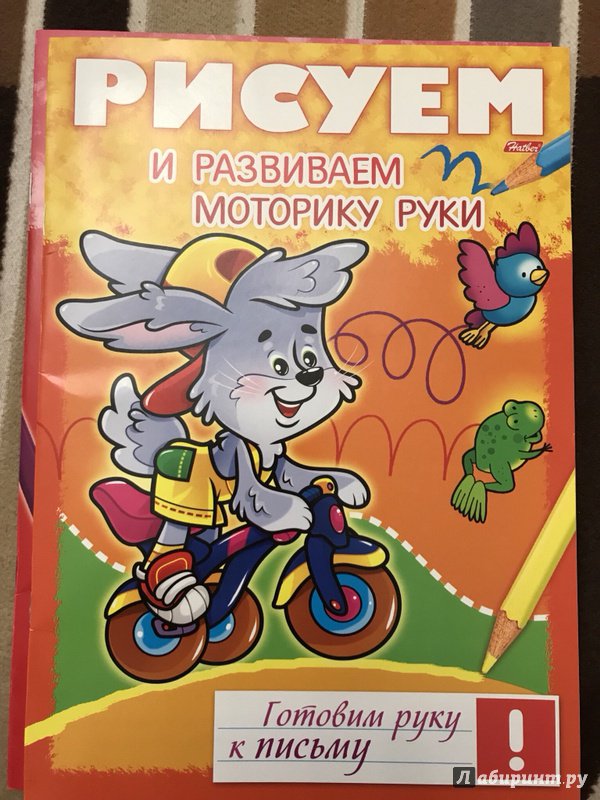 РИСУЕМ
Hatber
И РАЗВИВАЕМ
МОТОРИКУ РУКИ
Готовим руку
к письму
!
Лабиринт.ру